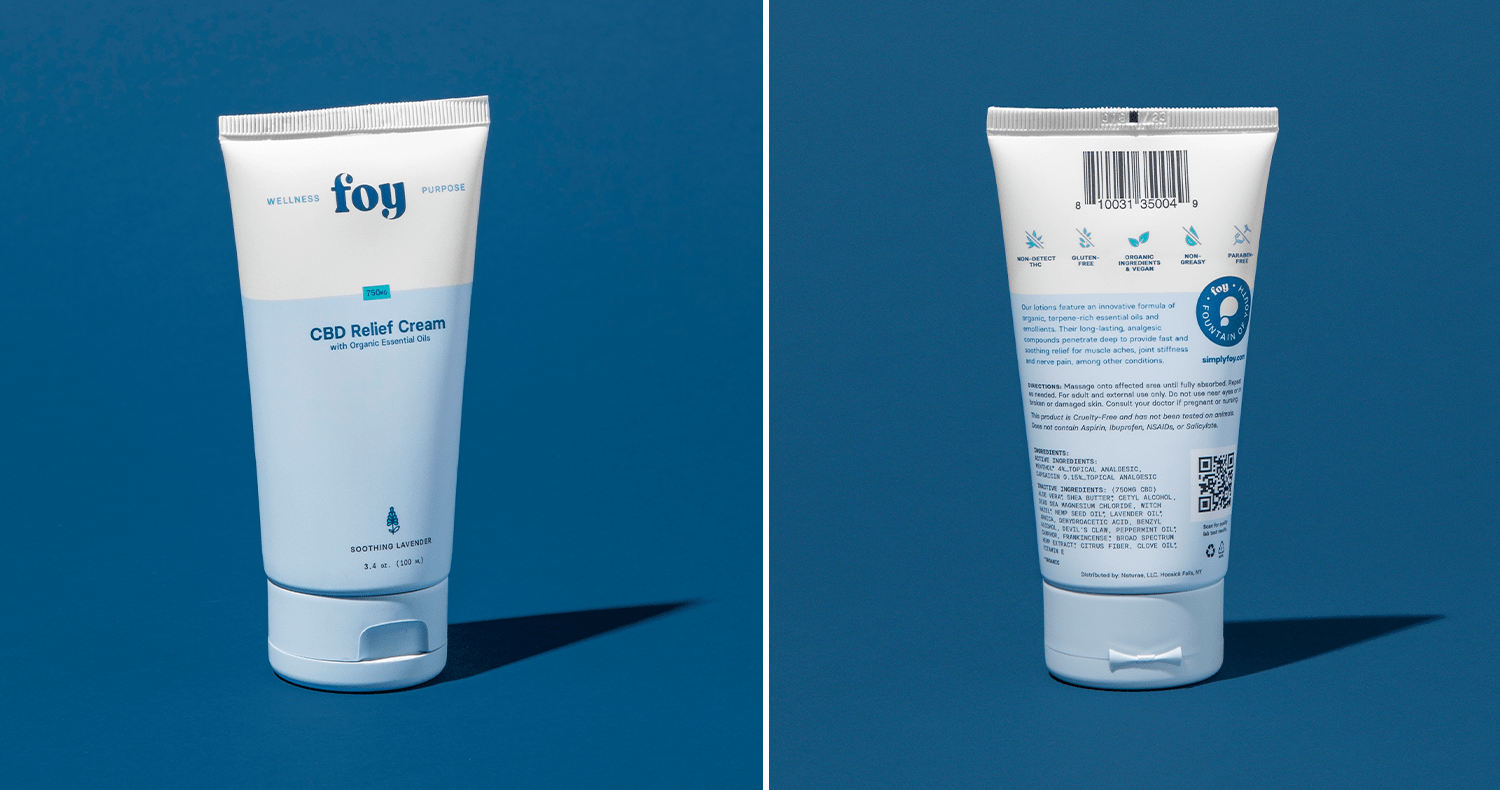 WELLNESS foy PURPOSE
750MG
CBD Relief Cream
with Organic Essential Oils
SOOTHING LAVENDER
3.4 oz. (100 mL)
8 10031 35004 9
NON-DETECT THC
GLUTEN-FREE
ORGANIC INGREDIENTS & VEGAN
NON-GREASY
PARABEN-FREE
Our lotions feature an innovative formula of
organic, terpene-rich essential oils and
emollients. Their long-lasting, analgesic
compounds penetrate deep to provide fast and
soothing relief for muscle aches, joint stiffness
and nerve pain, among other conditions.
foy • FOUNTAIN OF YOUTH •
simplyfoy.com
DIRECTIONS: Massage onto affected area until fully absorbed. Repeat
as needed. For adult and external use only. Do not use near eyes or on
broken or damaged skin. Consult your doctor if pregnant or nursing.
This product is Cruelty-Free and has not been tested on animals.
Does not contain Aspirin, Ibuprofen, NSAIDs, or Salicylate.
INGREDIENTS:
ACTIVE INGREDIENTS:
MENTHOL* 4%…TOPICAL ANALGESIC,
CAPSAICIN 0.15%…TOPICAL ANALGESIC
INACTIVE INGREDIENTS: (750MG CBD)
ALOE VERA*, SHEA BUTTER*, CETYL ALCOHOL,
DEAD SEA MAGNESIUM CHLORIDE, WITCH
HAZEL*, HEMP SEED OIL*, LAVENDER OIL*,
ARNICA, DEHYDROACETIC ACID, BENZYL
ALCOHOL, DEVIL'S CLAW, PEPPERMINT OIL*,
CAMPHOR, FRANKINCENSE*, BROAD SPECTRUM
HEMP EXTRACT*, CITRUS FIBER, CLOVE OIL*,
VITAMIN E
*ORGANIC
Scan for quality
lab test results.
Distributed by: Naturae, LLC. Hoosick Falls, NY